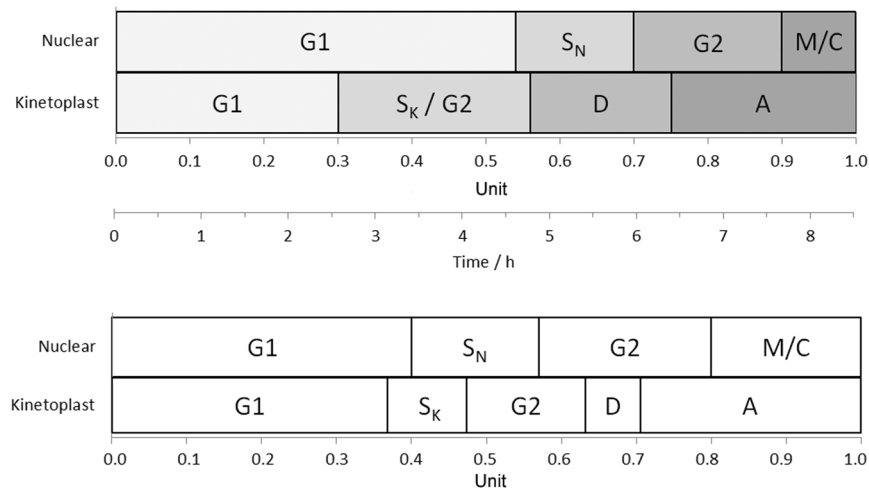 Nuclear G1 S_N G2 M/C
Kinetoplast G1 S_K / G2 D A
0.0 0.1 0.2 0.3 0.4 0.5 0.6 0.7 0.8 0.9 1.0
Unit
0 1 2 3 4 5 6 7 8
Time / h
Nuclear G1 S_N G2 M/C
Kinetoplast G1 S_K G2 D A
0.0 0.1 0.2 0.3 0.4 0.5 0.6 0.7 0.8 0.9 1.0
Unit